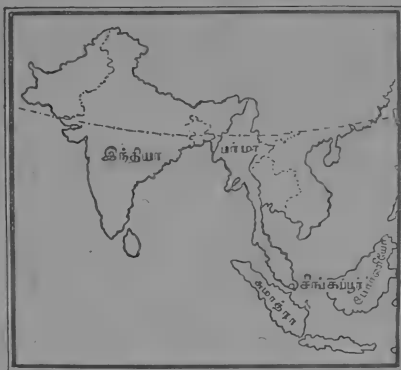 இந்தியா
பர்மா
சிங்கப்பூர்
சுமாத்ரா
போர்னியோ